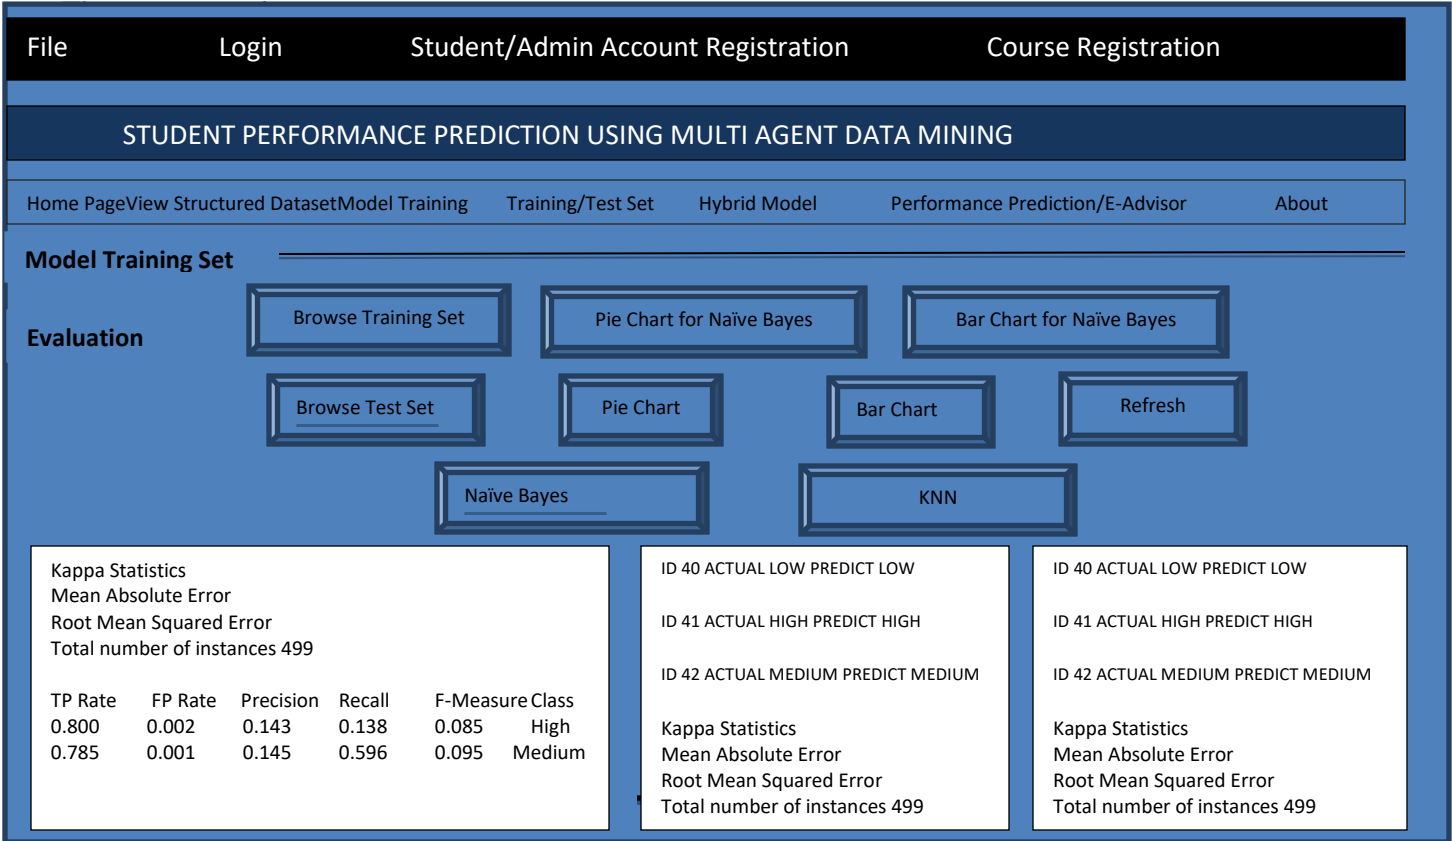 File Login Student/Admin Account Registration Course Registration
STUDENT PERFORMANCE PREDICTION USING MULTI AGENT DATA MINING
Home PageView Structured DatasetModel Training Training/Test Set Hybrid Model Performance Prediction/E-Advisor About
Model Training Set
Evaluation
Browse Training Set Pie Chart for Naïve Bayes Bar Chart for Naïve Bayes
Browse Test Set Pie Chart Bar Chart Refresh
Naïve Bayes KNN
Kappa Statistics
Mean Absolute Error
Root Mean Squared Error
Total number of instances 499
TP Rate FP Rate Precision Recall F-Measure Class
0.800 0.002 0.143 0.138 0.085 High
0.785 0.001 0.145 0.596 0.095 Medium
ID 40 ACTUAL LOW PREDICT LOW
ID 41 ACTUAL HIGH PREDICT HIGH
ID 42 ACTUAL MEDIUM PREDICT MEDIUM
Kappa Statistics
Mean Absolute Error
Root Mean Squared Error
Total number of instances 499
ID 40 ACTUAL LOW PREDICT LOW
ID 41 ACTUAL HIGH PREDICT HIGH
ID 42 ACTUAL MEDIUM PREDICT MEDIUM
Kappa Statistics
Mean Absolute Error
Root Mean Squared Error
Total number of instances 499